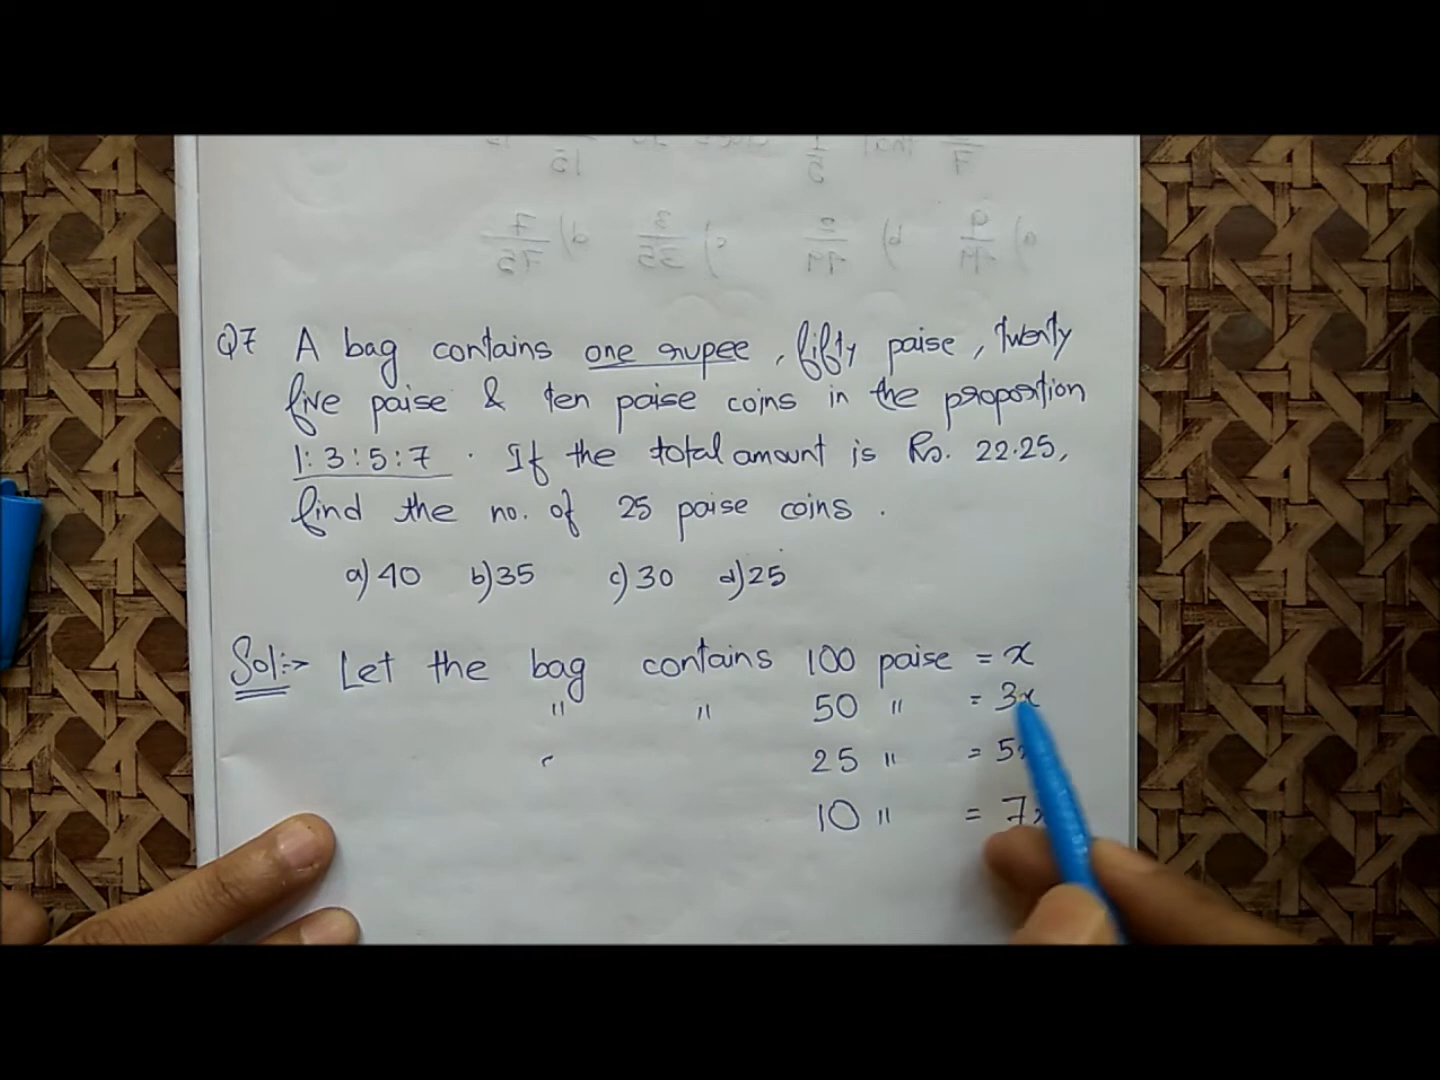 Q7 A bag contains one rupee, fifty paise, twenty
five paise & ten paise coins in the proportion
1:3:5:7. If the total amount is Rs. 22.25,
find the no. of 25 paise coins.
a) 40 b) 35 c) 30 d) 25
Sol:-> Let the bag contains 100 paise = x
" " 50 " = 3x
25 " = 5x
10 " = 7x